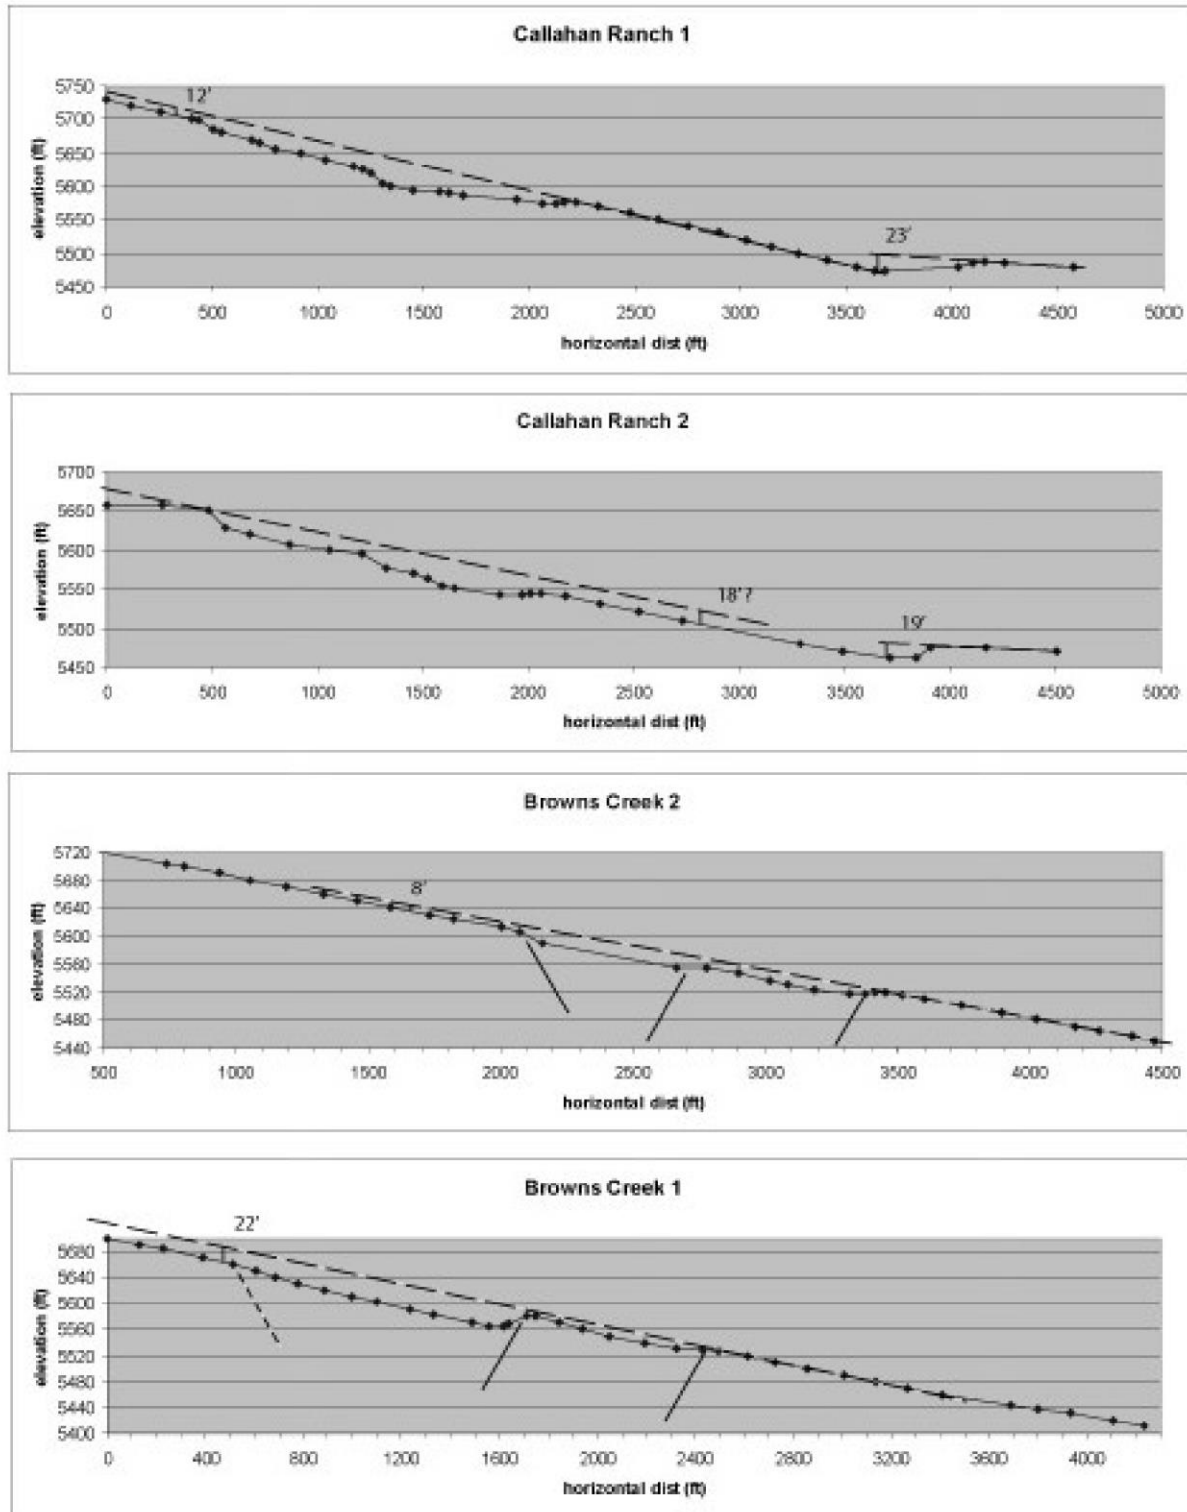 Callahan Ranch 1
12'
23'
5750
5700
5650
5600
5550
5500
5450
elevation (ft)
0 500 1000 1500 2000 2500 3000 3500 4000 4500 5000
horizontal dist (ft)
Callahan Ranch 2
18'?
19'
5700
5650
5600
5550
5500
5450
elevation (ft)
0 500 1000 1500 2000 2500 3000 3500 4000 4500 5000
horizontal dist (ft)
Browns Creek 2
8'
5720
5680
5640
5600
5560
5520
5480
5440
elevation (ft)
500 1000 1500 2000 2500 3000 3500 4000 4500
horizontal dist (ft)
Browns Creek 1
22'
5680
5640
5600
5560
5520
5480
5440
5400
elevation (ft)
0 400 800 1200 1600 2000 2400 2800 3200 3600 4000
horizontal dist (ft)